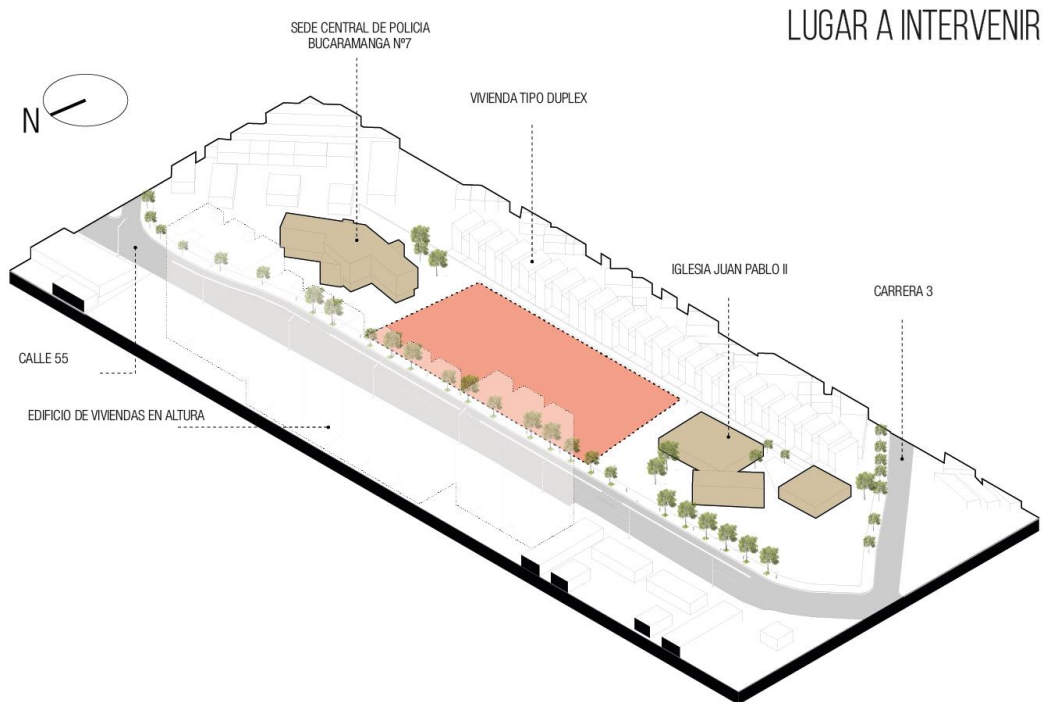 LUGAR A INTERVENIR
SEDE CENTRAL DE POLICIA
BUCARAMANGA Nº7
N
VIVIENDA TIPO DUPLEX
IGLESIA JUAN PABLO II
CARRERA 3
CALLE 55
EDIFICIO DE VIVIENDAS EN ALTURA